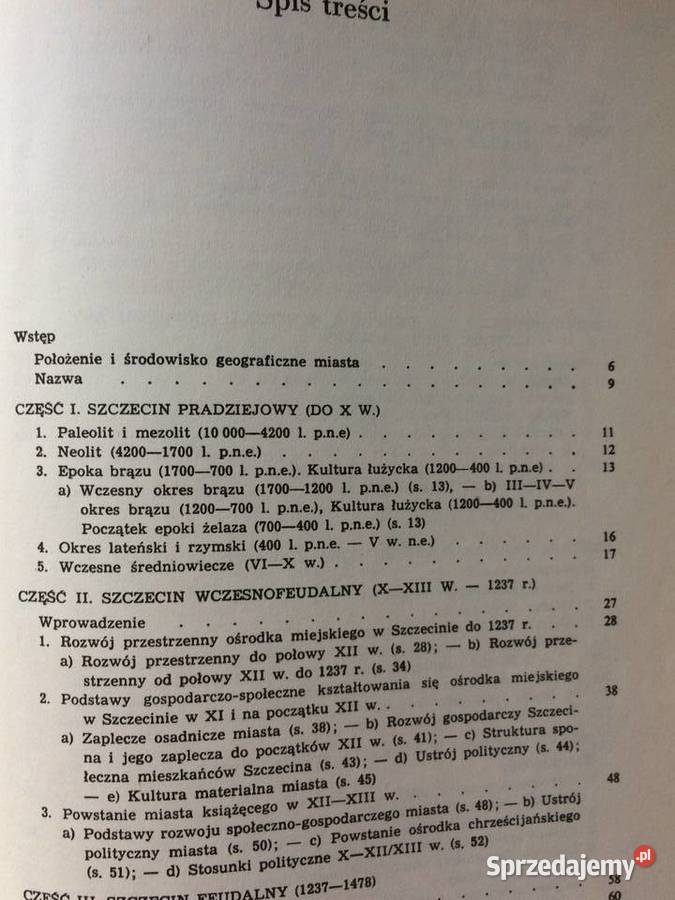 Spis treści
Wstęp
Położenie i środowisko geograficzne miasta . . . . . . . . . 6
Nazwa . . . . . . . . . . . . . . . . . . 9
CZĘŚĆ I. SZCZECIN PRADZIEJOWY (DO X W.)
1. Paleolit i mezolit (10 000—4200 l. p.n.e) . . . . . . . . . . 11
2. Neolit (4200—1700 l. p.n.e.) . . . . . . . . . . . . . 12
3. Epoka brązu (1700—700 l. p.n.e.). Kultura łużycka (1200—400 l. p.n.e) . . 13
a) Wczesny okres brązu (1700—1200 l. p.n.e.) (s. 13), — b) III—IV—V
okres brązu (1200—700 l. p.n.e.), Kultura łużycka (1200—400 l. p.n.e.).
Początek epoki żelaza (700—400 l. p.n.e.) (s. 13)
4. Okres lateński i rzymski (400 l. p.n.e. — V w. n.e.) . . . . . . 16
5. Wczesne średniowiecze (VI—X w.) . . . . . . . . . . . 17
CZĘŚĆ II. SZCZECIN WCZESNOFEUDALNY (X—XIII W. — 1237 r.)
Wprowadzenie . . . . . . . . . . . . . . . . 27
1. Rozwój przestrzenny ośrodka miejskiego w Szczecinie do 1237 r. . . 28
a) Rozwój przestrzenny do połowy XII w. (s. 28); — b) Rozwój prze-
strzenny od połowy XII w. do 1237 r. (s. 34)
2. Podstawy gospodarczo-społeczne kształtowania się ośrodka miejskiego
w Szczecinie w XI i na początku XII w. . . . . . . . . . 38
a) Zaplecze osadnicze miasta (s. 38); — b) Rozwój gospodarczy Szczeci-
na i jego zaplecza do początków XII w. (s. 41); — c) Struktura spo-
łeczna mieszkańców Szczecina (s. 43); — d) Ustrój polityczny (s. 44);
— e) Kultura materialna miasta (s. 45)
3. Powstanie miasta książęcego w XII—XIII w. . . . . . . . . 48
a) Podstawy rozwoju społeczno-gospodarczego miasta (s. 48); — b) Ustrój
polityczny miasta (s. 50); — c) Powstanie ośrodka chrześcijańskiego
(s. 51); — d) Stosunki polityczne X—XII/XIII w. (s. 52)
CZĘŚĆ III. SZCZECIN FEUDALNY (1237—1478) 58
60
Sprzedajemy.pl